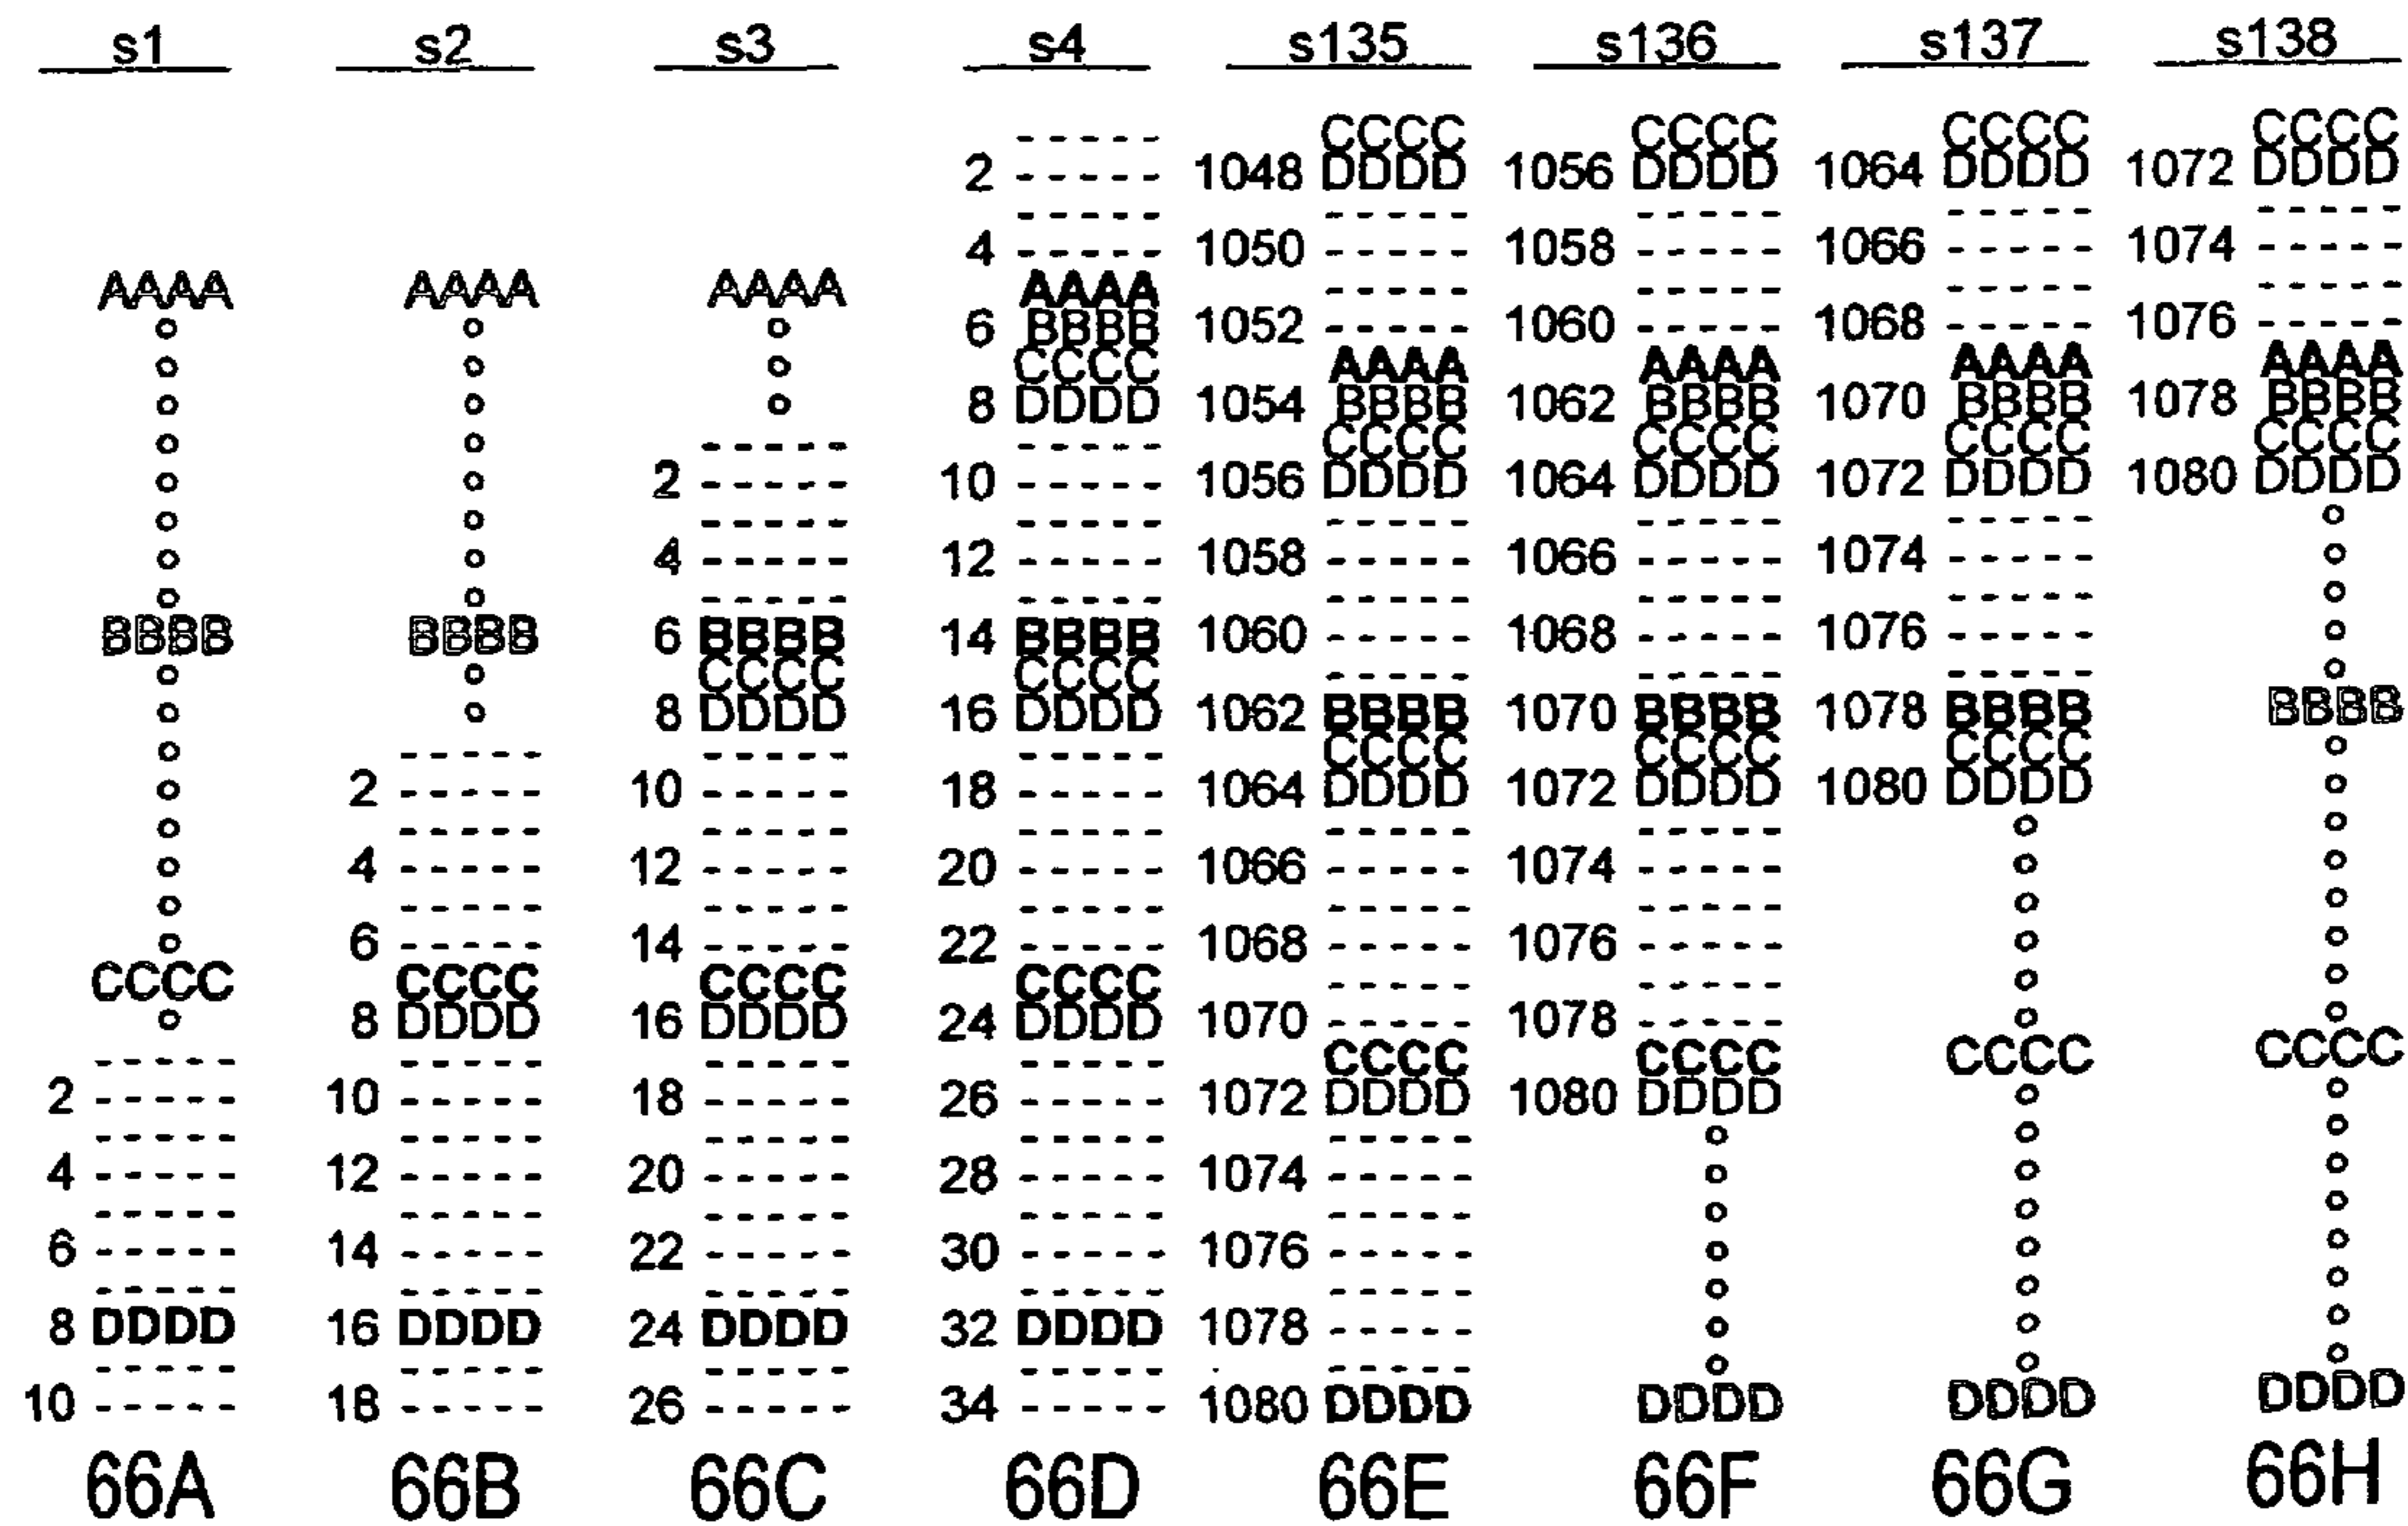 s1 s2 s3 s4 s135 s136 s137 s138
----- CCCC CCCC CCCC CCCC
2 ----- 1048 DDDD 1056 DDDD 1064 DDDD 1072 DDDD
----- ----- ----- ----- -----
4 ----- 1050 ----- 1058 ----- 1066 ----- 1074 -----
AAAA AAAA AAAA AAAA ----- ----- ----- -----
o o o 6 BBBB 1052 ----- 1060 ----- 1068 ----- 1076 -----
o o o CCCC AAAA AAAA AAAA AAAA
o o o 8 DDDD 1054 BBBB 1062 BBBB 1070 BBBB 1078 BBBB
o o ----- ----- CCCC CCCC CCCC CCCC
o o 2 ----- 10 ----- 1056 DDDD 1064 DDDD 1072 DDDD 1080 DDDD
o o ----- ----- ----- ----- ----- o
o o 4 ----- 12 ----- 1058 ----- 1066 ----- 1074 ----- o
o o ----- ----- ----- ----- ----- o
BBBB BBBB 6 BBBB 14 BBBB 1060 ----- 1068 ----- 1076 ----- o
o o CCCC CCCC ----- ----- ----- o
o o 8 DDDD 16 DDDD 1062 BBBB 1070 BBBB 1078 BBBB BBBB
o ----- ----- ----- CCCC CCCC CCCC o
o 2 ----- 10 ----- 18 ----- 1064 DDDD 1072 DDDD 1080 DDDD o
o ----- ----- ----- ----- ----- o o
o 4 ----- 12 ----- 20 ----- 1066 ----- 1074 ----- o o
o ----- ----- ----- ----- ----- o o
o 6 ----- 14 ----- 22 ----- 1068 ----- 1076 ----- o o
CCCC CCCC CCCC CCCC ----- ----- o o
o 8 DDDD 16 DDDD 24 DDDD 1070 ----- 1078 ----- o o
----- ----- ----- ----- CCCC CCCC CCCC CCCC
2 ----- 10 ----- 18 ----- 26 ----- 1072 DDDD 1080 DDDD o o
----- ----- ----- ----- ----- o o o
4 ----- 12 ----- 20 ----- 28 ----- 1074 ----- o o o
----- ----- ----- ----- ----- o o o
6 ----- 14 ----- 22 ----- 30 ----- 1076 ----- o o o
----- ----- ----- ----- ----- o o o
8 DDDD 16 DDDD 24 DDDD 32 DDDD 1078 ----- o o o
----- ----- ----- ----- ----- o o o
10 ----- 18 ----- 26 ----- 34 ----- 1080 DDDD DDDD DDDD DDDD
66A 66B 66C 66D 66E 66F 66G 66H